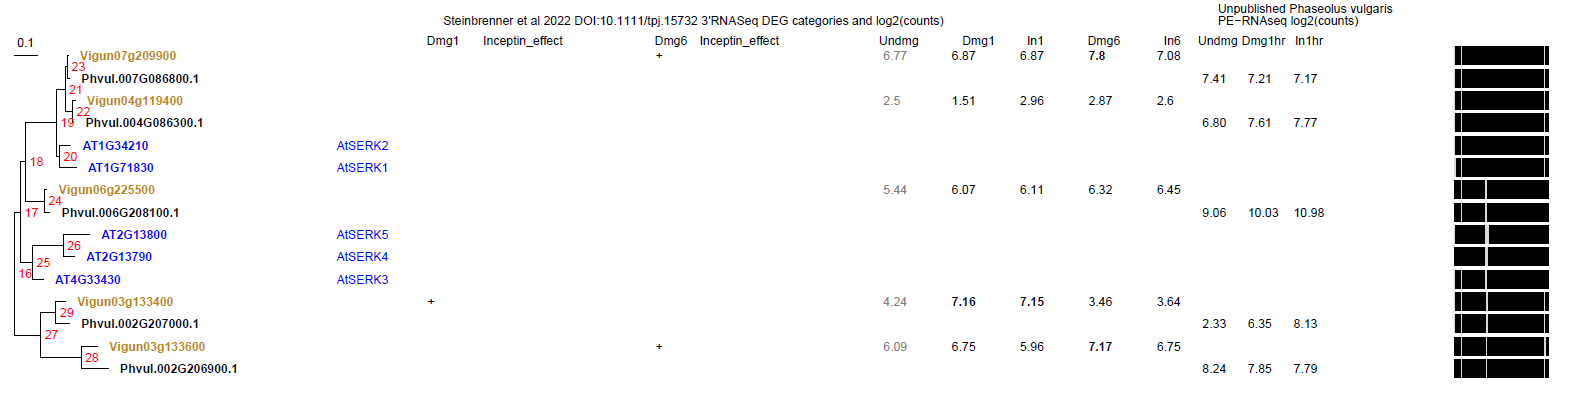 Unpublished Phaseolus vulgaris
Steinbrenner et al 2022 DOI:10.1111/tpj.15732 3'RNASeq DEG categories and log2(counts) PE−RNAseq log2(counts)
0.1 Dmg1 Inceptin_effect Dmg6 Inceptin_effect Undmg Dmg1 In1 Dmg6 In6 Undmg Dmg1hr In1hr
Vigun07g209900 + 6.77 6.87 6.87 7.8 7.08
23
Phvul.007G086800.1 7.41 7.21 7.17
21
Vigun04g119400 2.5 1.51 2.96 2.87 2.6
22
19 Phvul.004G086300.1 6.80 7.61 7.77
AT1G34210 AtSERK2
18 20
AT1G71830 AtSERK1
Vigun06g225500 5.44 6.07 6.11 6.32 6.45
24
17 Phvul.006G208100.1 9.06 10.03 10.98
AT2G13800 AtSERK5
26
AT2G13790 AtSERK4
25
16 AT4G33430 AtSERK3
Vigun03g133400 + 4.24 7.16 7.15 3.46 3.64
29
Phvul.002G207000.1 2.33 6.35 8.13
27
Vigun03g133600 + 6.09 6.75 5.96 7.17 6.75
28
Phvul.002G206900.1 8.24 7.85 7.79